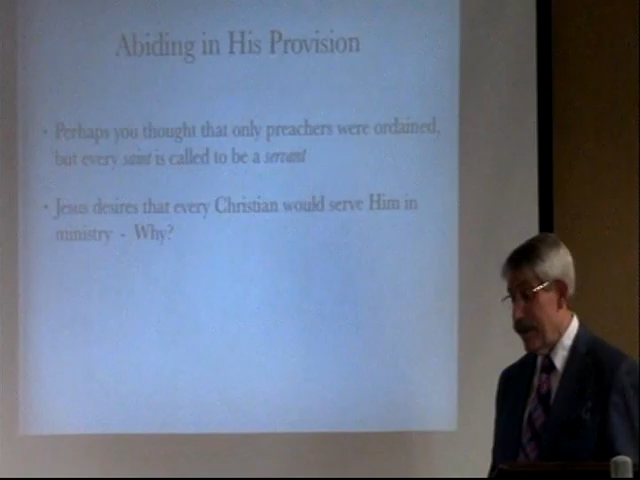 Abiding in His Provision
• Perhaps you thought that only preachers were ordained,
but every saint is called to be a servant
• Jesus desires that every Christian would serve Him in
ministry - Why?